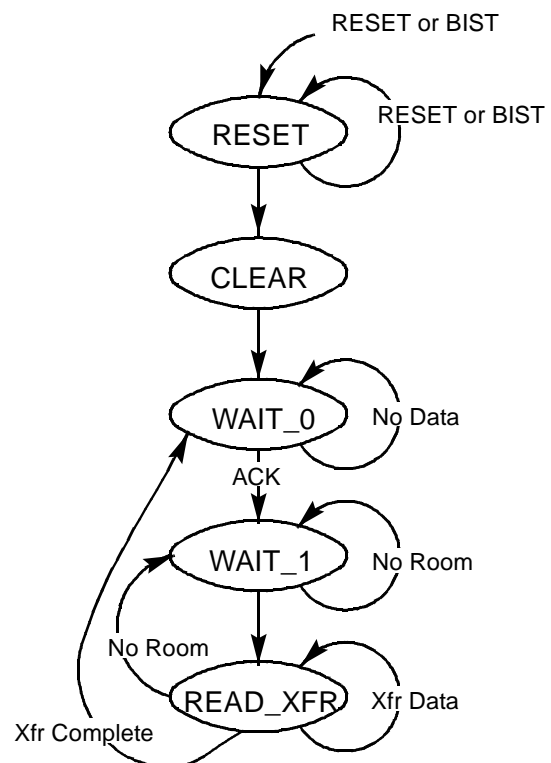 RESET or BIST
RESET or BIST
RESET
CLEAR
WAIT_0
No Data
ACK
WAIT_1
No Room
No Room
READ_XFR
Xfr Data
Xfr Complete